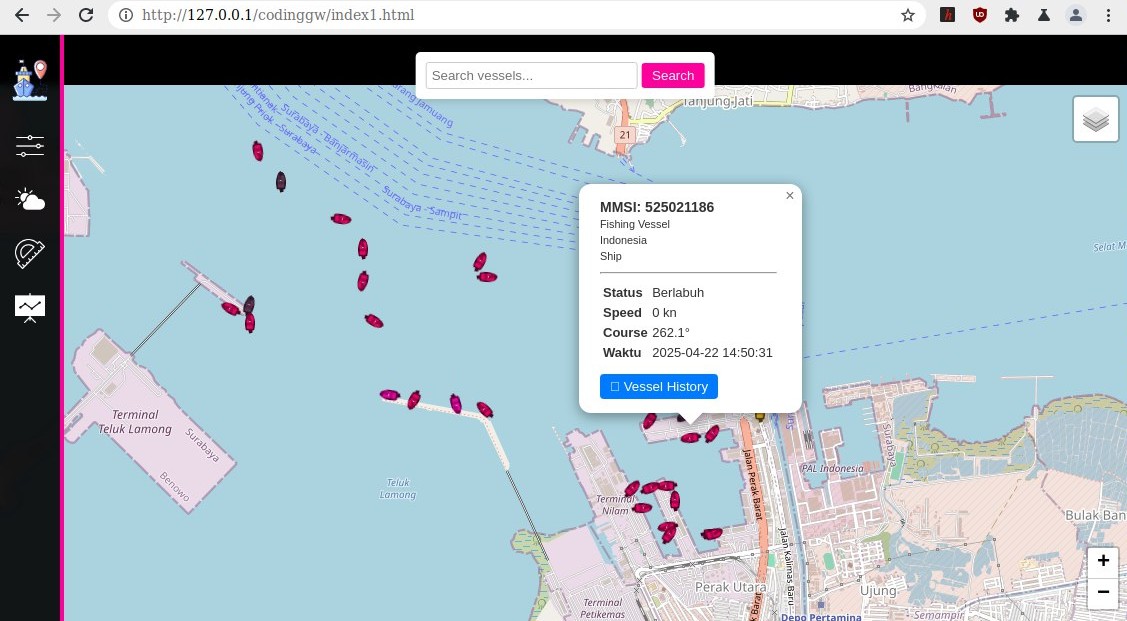 http://127.0.0.1/codinggw/index1.html
Search vessels...
Search
Tanjung Jati
Bangkalan
21
Surabaya - Banjarmasin
Tanjung Priok - Surabaya
Surabaya - Sampit
Selat M
MMSI: 525021186
Fishing Vessel
Indonesia
Ship
Status Berlabuh
Speed 0 kn
Course 262.1°
Waktu 2025-04-22 14:50:31
Vessel History
×
Terminal
Teluk Lamong
Surabaya
Benowo
Teluk
Lamong
Terminal
Nilam
Jalan Perak Barat
Jalan Kalimas Baru
PAL Indonesia
Surabaya
Bulak Ban
Perak Utara
Ujung
Terminal
Petikemas
k Barat
Depo Pertamina
Semampir
+
−